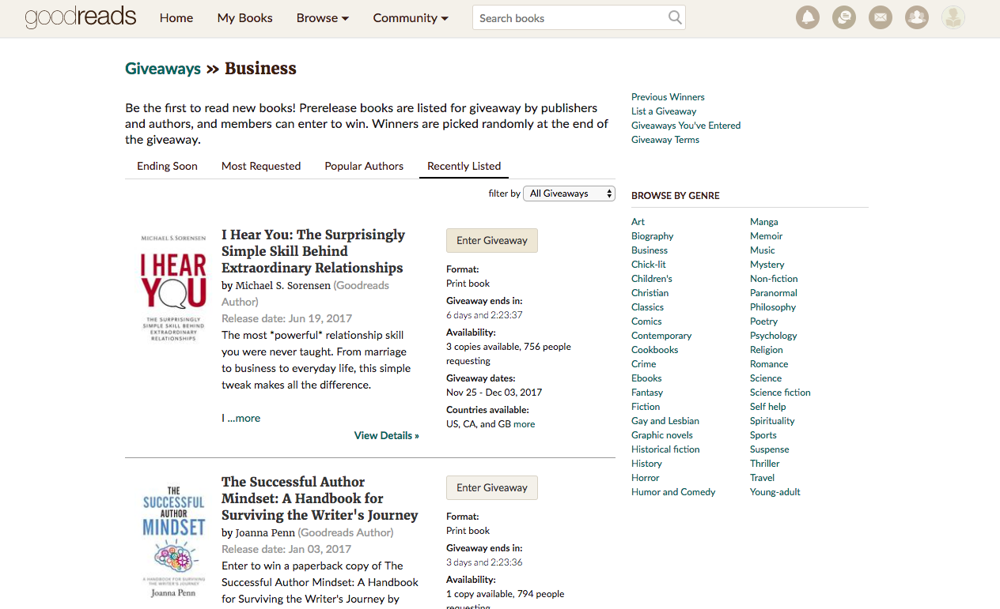 goodreads
Home
My Books
Browse
Community
Search books
Giveaways » Business
Be the first to read new books! Prerelease books are listed for giveaway by publishers
and authors, and members can enter to win. Winners are picked randomly at the end of
the giveaway.
Ending Soon
Most Requested
Popular Authors
Recently Listed
filter by All Giveaways
MICHAEL S. SORENSEN
I HEAR
YOU
THE SURPRISINGLY
SIMPLE SKILL BEHIND
EXTRAORDINARY
RELATIONSHIPS
I Hear You: The Surprisingly
Simple Skill Behind
Extraordinary Relationships
by Michael S. Sorensen (Goodreads
Author)
Release date: Jun 19, 2017
The most *powerful* relationship skill
you were never taught. From marriage
to business to everyday life, this simple
tweak makes all the difference.
I ...more
View Details »
Enter Giveaway
Format:
Print book
Giveaway ends in:
6 days and 2:23:37
Availability:
3 copies available, 756 people
requesting
Giveaway dates:
Nov 25 - Dec 03, 2017
Countries available:
US, CA, and GB more
THE
SUCCESSFUL
AUTHOR
MINDSET
A HANDBOOK FOR SURVIVING
THE WRITER'S JOURNEY
Joanna Penn
The Successful Author
Mindset: A Handbook for
Surviving the Writer's Journey
by Joanna Penn (Goodreads Author)
Release date: Jan 03, 2017
Enter to win a paperback copy of The
Successful Author Mindset: A Handbook
for Surviving the Writer's Journey by
Enter Giveaway
Format:
Print book
Giveaway ends in:
3 days and 2:23:36
Availability:
1 copy available, 794 people
requesting
Previous Winners
List a Giveaway
Giveaways You've Entered
Giveaway Terms
BROWSE BY GENRE
Art
Biography
Business
Chick-lit
Children's
Christian
Classics
Comics
Contemporary
Cookbooks
Crime
Ebooks
Fantasy
Fiction
Gay and Lesbian
Graphic novels
Historical fiction
History
Horror
Humor and Comedy
Manga
Memoir
Music
Mystery
Non-fiction
Paranormal
Philosophy
Poetry
Psychology
Religion
Romance
Science
Science fiction
Self help
Spirituality
Sports
Suspense
Thriller
Travel
Young-adult